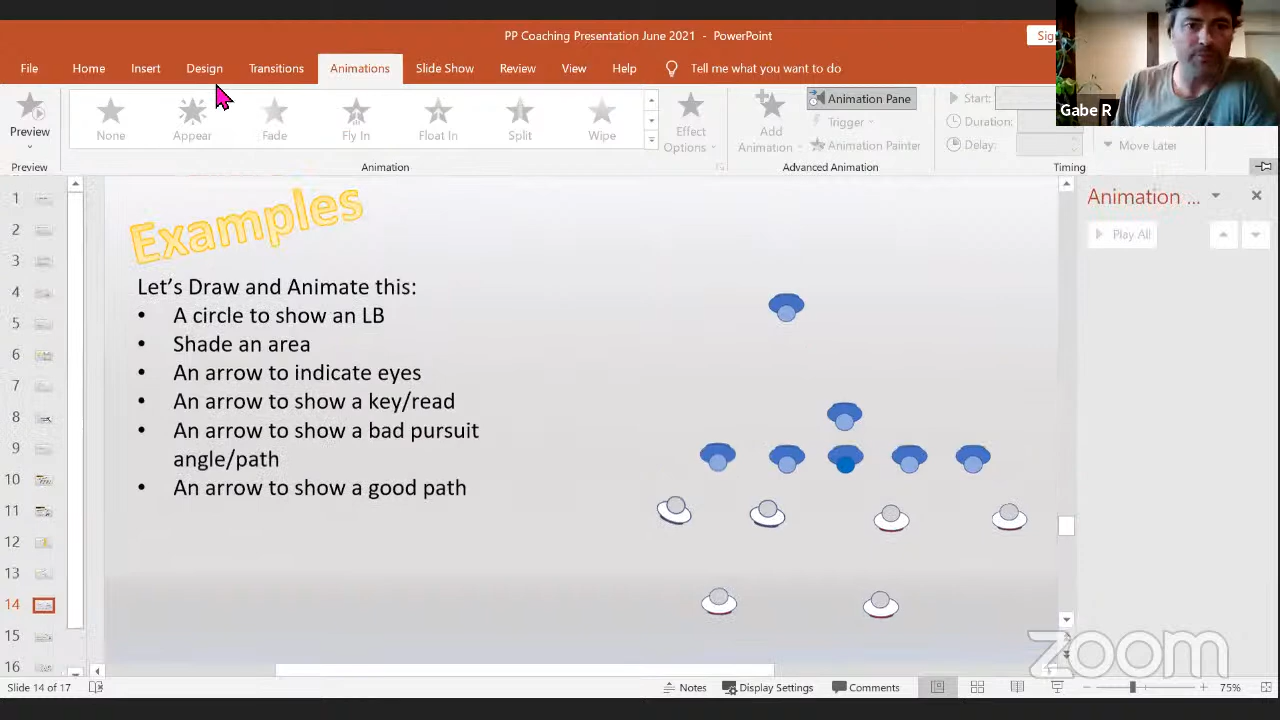 PP Coaching Presentation June 2021 - PowerPoint
File Home Insert Design Transitions Animations Slide Show Review View Help Tell me what you want to do
Gabe R
Preview None Appear Fade Fly In Float In Split Wipe Effect Options Add Animation Animation Pane Start:
Trigger Duration:
Animation Painter Delay: Move Later
Preview Animation Advanced Animation Timing
Animation ...
Play All
1
2
3
4
5
6
7
8
9
10
11
12
13
14
15
16
Examples
Let's Draw and Animate this:
• A circle to show an LB
• Shade an area
• An arrow to indicate eyes
• An arrow to show a key/read
• An arrow to show a bad pursuit
angle/path
• An arrow to show a good path
zoom
Slide 14 of 17 Notes Display Settings Comments 75%